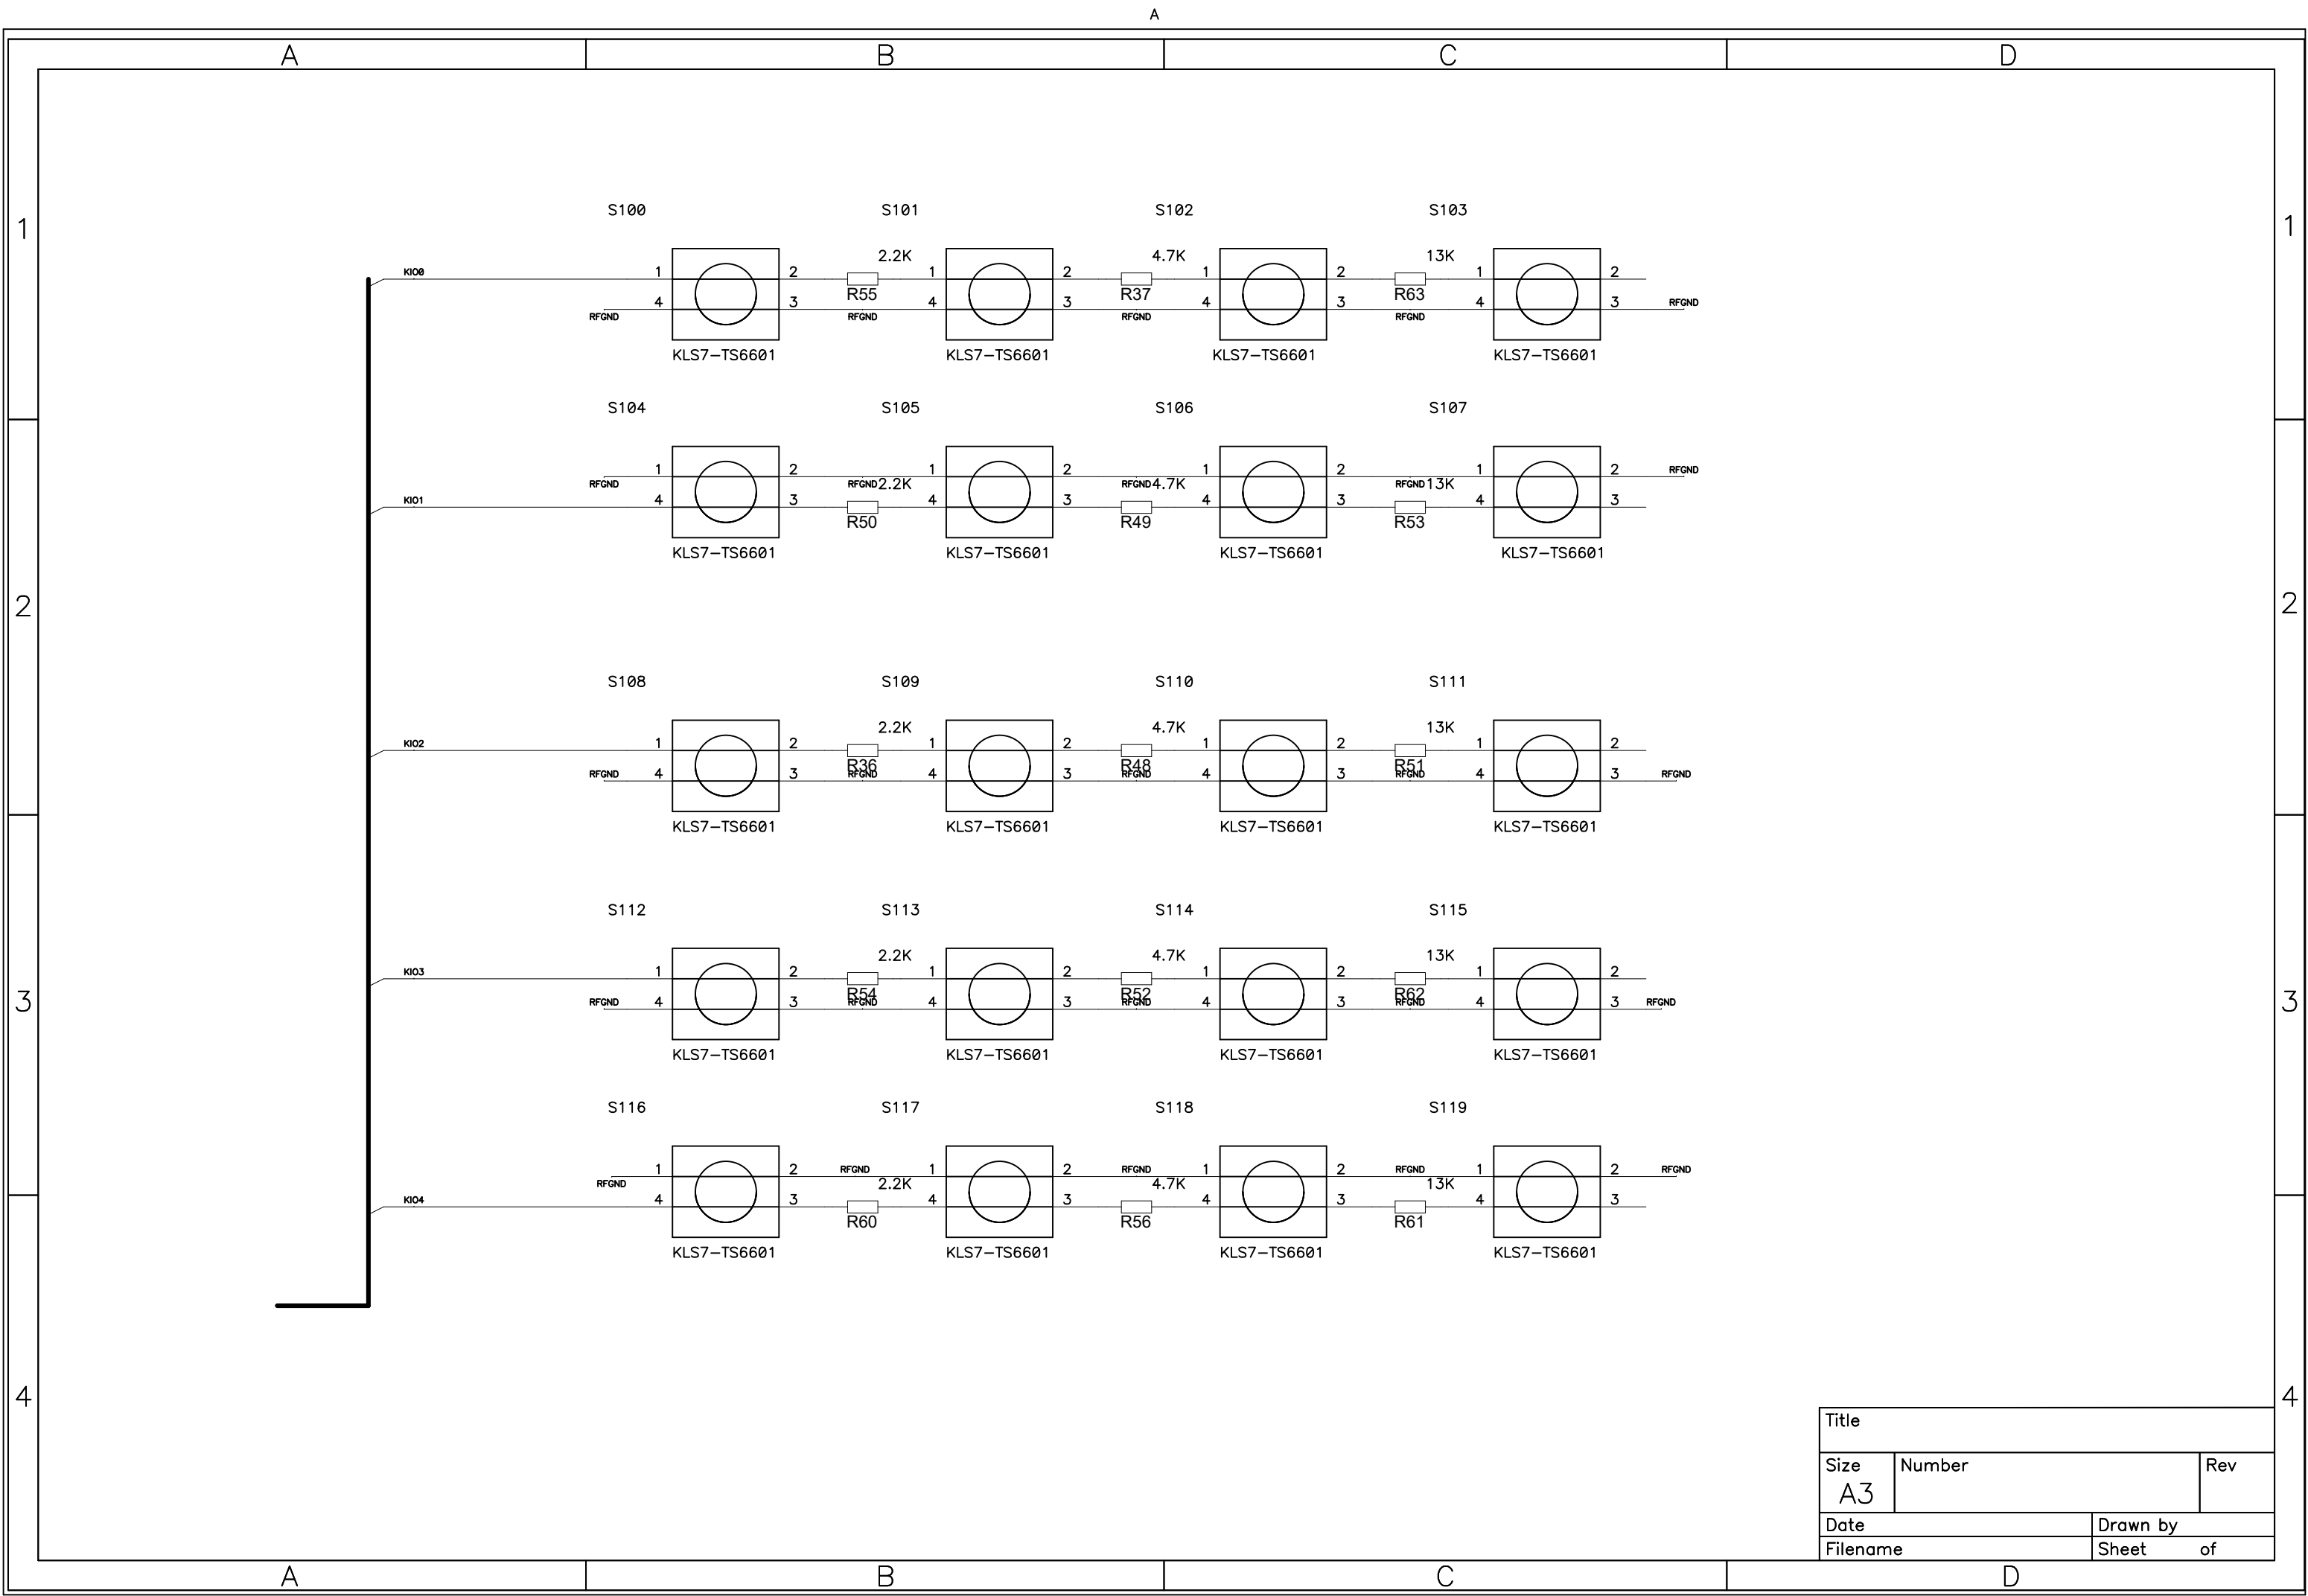 A
A B C D
1 1
S100 S101 S102 S103
2.2K 4.7K 13K
KIO0 1 2 1 2 1 2 1 2
R55 R37 R63
4 3 4 3 4 3 4 3 RFGND
RFGND RFGND RFGND RFGND
KLS7-TS6601 KLS7-TS6601 KLS7-TS6601 KLS7-TS6601
S104 S105 S106 S107
1 2 1 2 1 2 1 2 RFGND
RFGND RFGND 2.2K RFGND 4.7K RFGND 13K
KIO1 4 3 4 3 4 3 4 3
R50 R49 R53
KLS7-TS6601 KLS7-TS6601 KLS7-TS6601 KLS7-TS6601
2 2
S108 S109 S110 S111
2.2K 4.7K 13K
KIO2 1 2 1 2 1 2 1 2
R36 R48 R51
RFGND 4 3 RFGND 4 3 RFGND 4 3 RFGND 4 3 RFGND
KLS7-TS6601 KLS7-TS6601 KLS7-TS6601 KLS7-TS6601
S112 S113 S114 S115
2.2K 4.7K 13K
KIO3 1 2 1 2 1 2 1 2
R54 R52 R62
3 RFGND 4 3 RFGND 4 3 RFGND 4 3 RFGND 4 3 RFGND 3
KLS7-TS6601 KLS7-TS6601 KLS7-TS6601 KLS7-TS6601
S116 S117 S118 S119
1 2 RFGND 1 2 RFGND 1 2 RFGND 1 2 RFGND
RFGND 2.2K 4.7K 13K
KIO4 4 3 4 3 4 3 4 3
R60 R56 R61
KLS7-TS6601 KLS7-TS6601 KLS7-TS6601 KLS7-TS6601
4 4
Title
Size Number Rev
A3
Date Drawn by
Filename Sheet of
A B C D